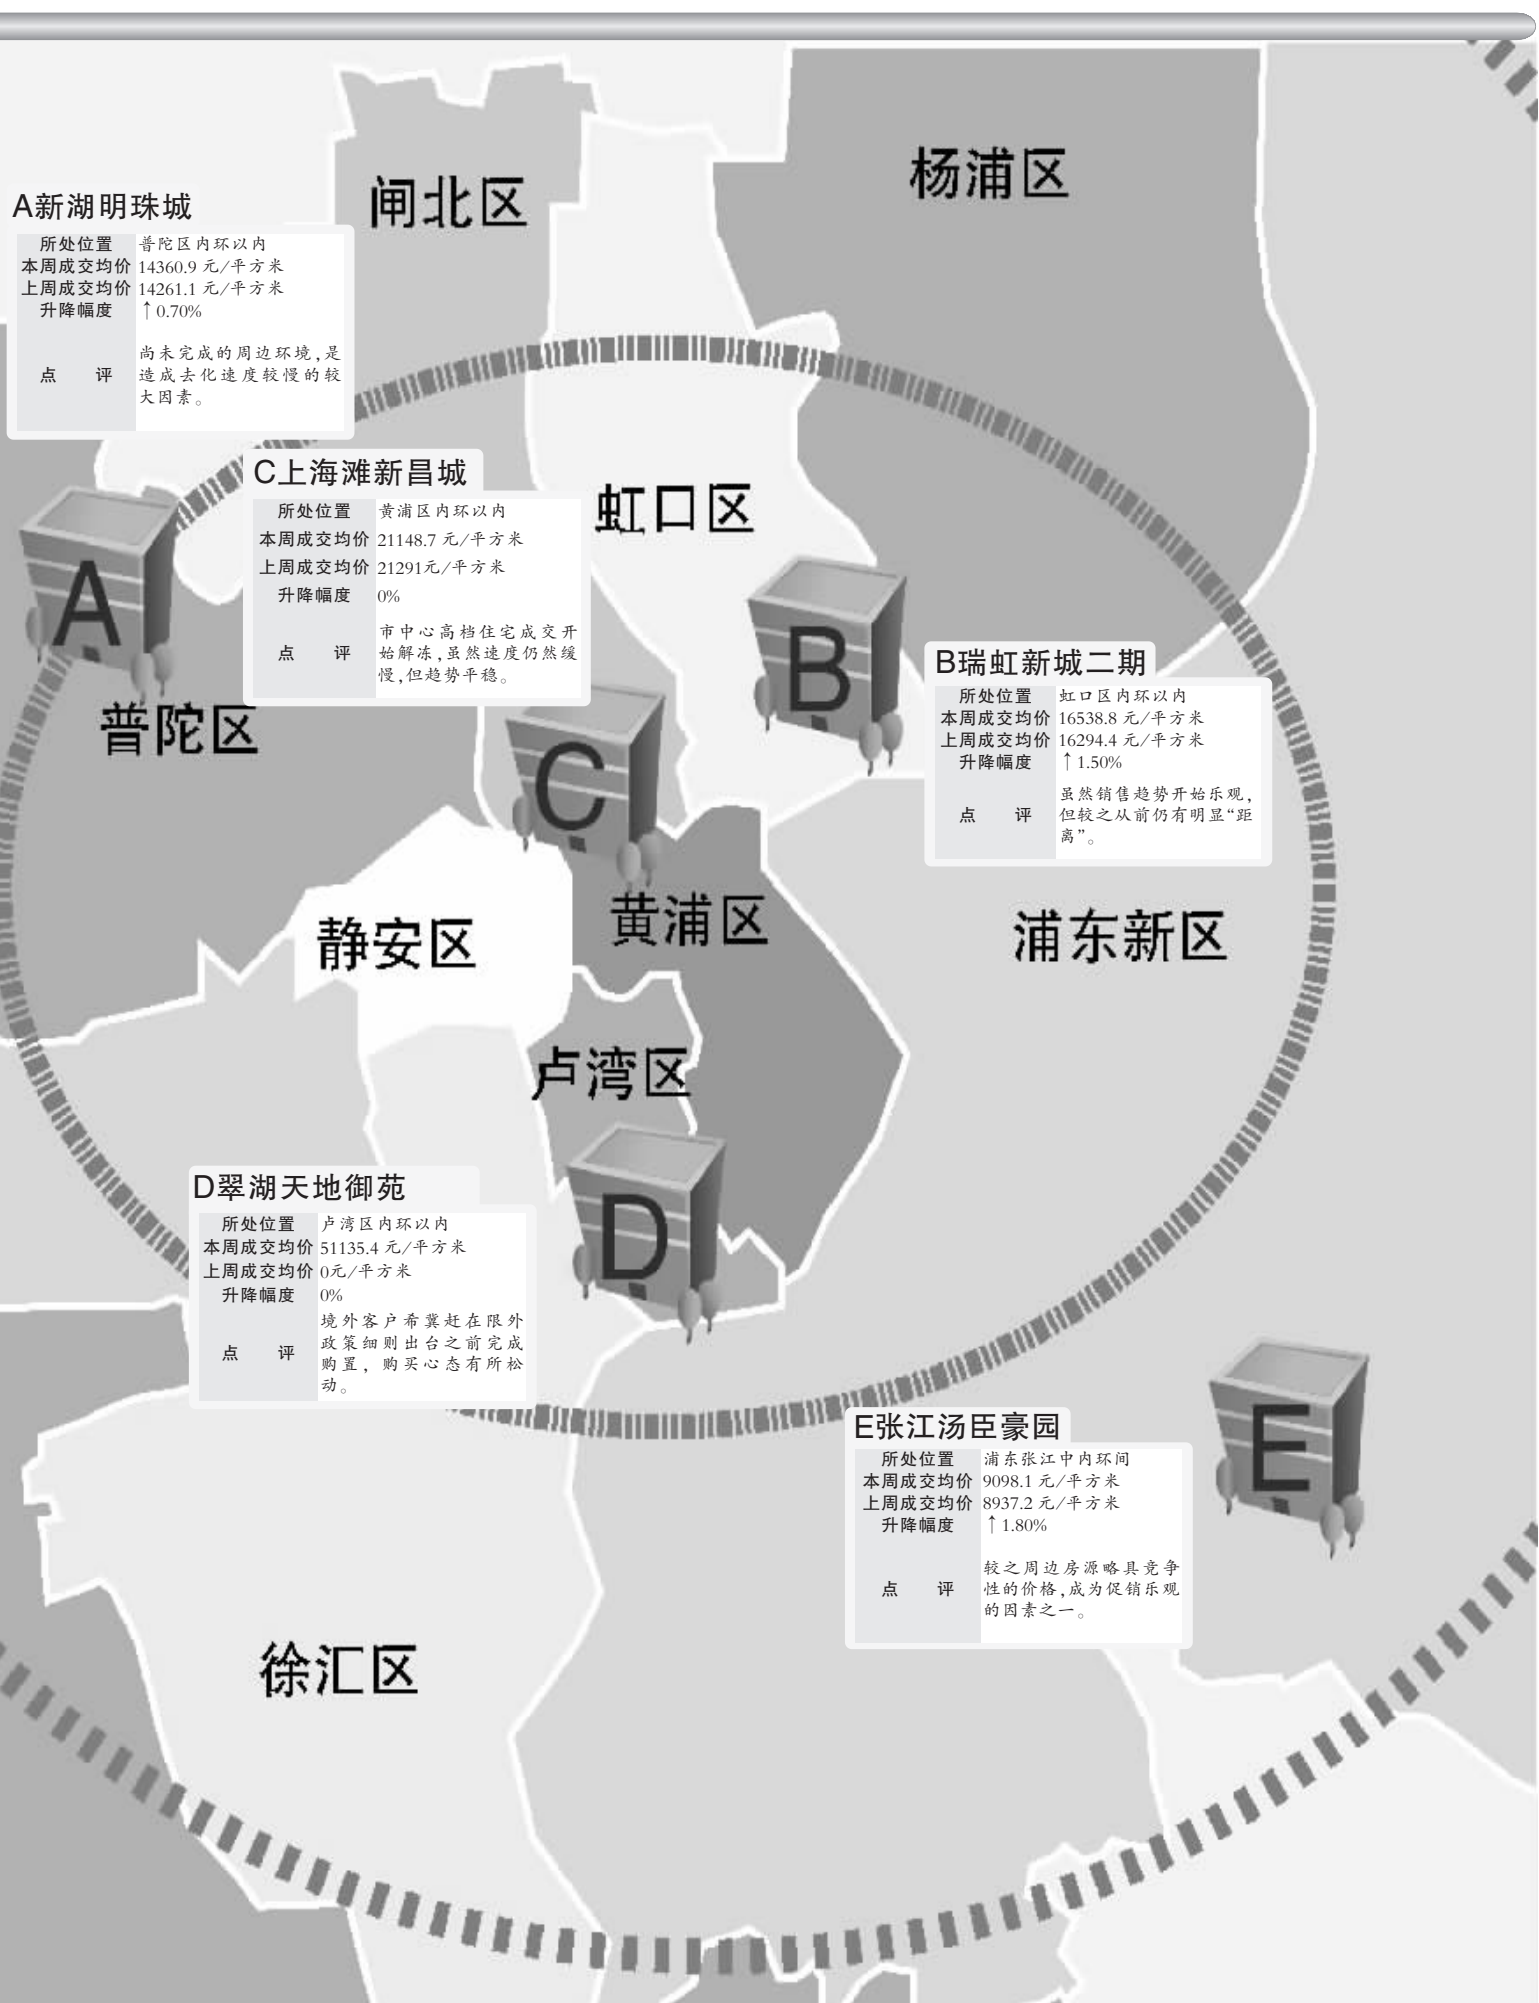 杨浦区
闸北区
A新湖明珠城
所处位置 普陀区内环以内
本周成交均价 14360.9 元/平方米
上周成交均价 14261.1 元/平方米
升降幅度 ↑0.70%
点 评 尚未完成的周边环境,是
造成去化速度较慢的较
大因素。
C上海滩新昌城
所处位置 黄浦区内环以内
本周成交均价 21148.7 元/平方米
上周成交均价 21291元/平方米
升降幅度 0%
点 评 市中心高档住宅成交开
始解冻,虽然速度仍然缓
慢,但趋势平稳。
虹口区
A
B
B瑞虹新城二期
所处位置 虹口区内环以内
本周成交均价 16538.8 元/平方米
上周成交均价 16294.4 元/平方米
升降幅度 ↑1.50%
点 评 虽然销售趋势开始乐观,
但较之从前仍有明显“距
离”。
普陀区
C
静安区
黄浦区
浦东新区
卢湾区
D翠湖天地御苑
所处位置 卢湾区内环以内
本周成交均价 51135.4 元/平方米
上周成交均价 0元/平方米
升降幅度 0%
点 评 境外客户希冀赶在限外
政策细则出台之前完成
购置，购买心态有所松
动。
D
E张江汤臣豪园
所处位置 浦东张江中内环间
本周成交均价 9098.1 元/平方米
上周成交均价 8937.2 元/平方米
升降幅度 ↑1.80%
点 评 较之周边房源略具竞争
性的价格,成为促销乐观
的因素之一。
E
徐汇区